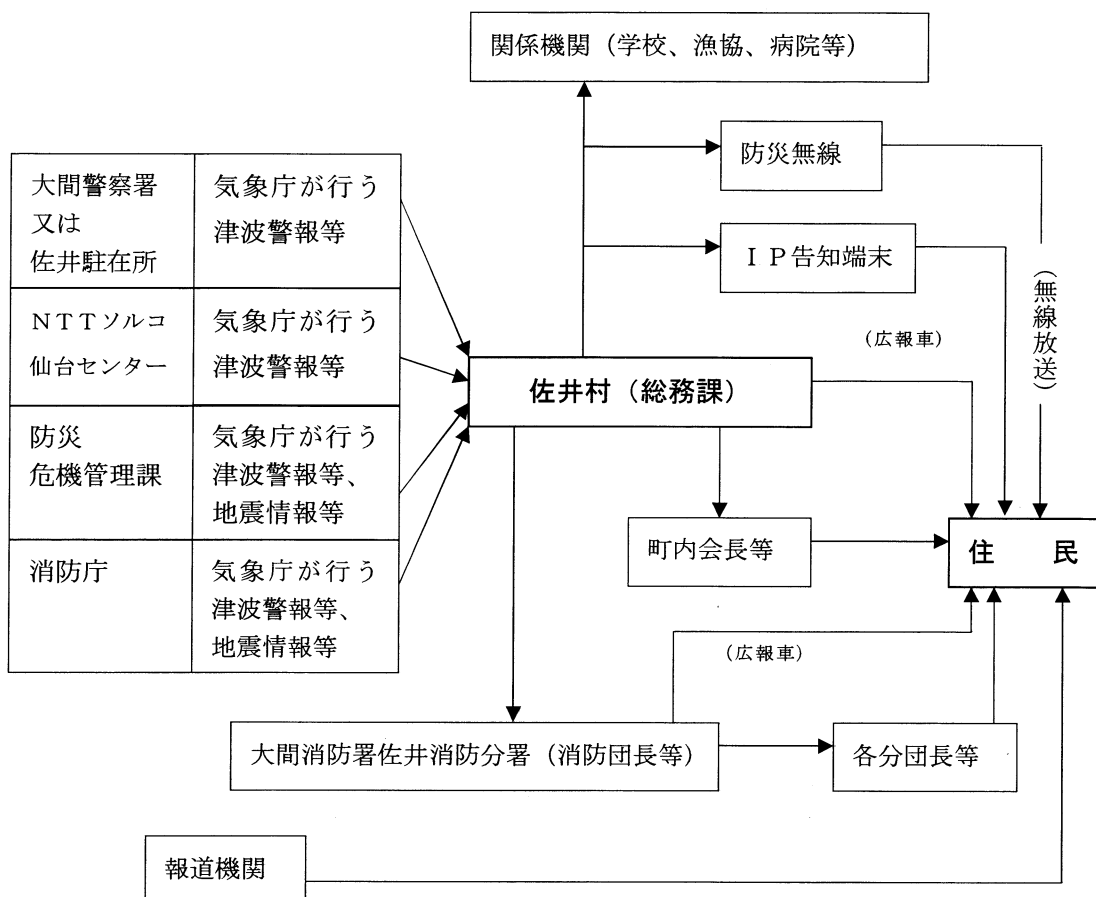 関係機関（学校、漁協、病院等）
防災無線
ＩＰ告知端末
（無線放送）
（広報車）
大間警察署
又は
佐井駐在所
気象庁が行う
津波警報等
ＮＴＴソルコ
仙台センター
気象庁が行う
津波警報等
防災
危機管理課
気象庁が行う
津波警報等、
地震情報等
消防庁
気象庁が行う
津波警報等、
地震情報等
佐井村（総務課）
町内会長等
住　民
（広報車）
大間消防署佐井消防分署（消防団長等）
各分団長等
報道機関